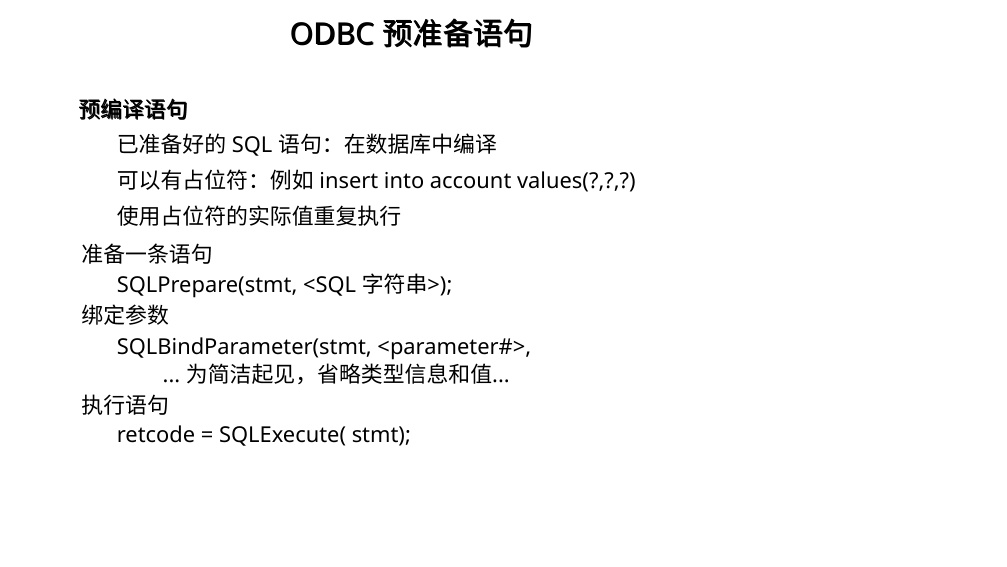 ODBC 预准备语句
预编译语句
已准备好的 SQL 语句：在数据库中编译
可以有占位符：例如 insert into account values(?,?,?)
使用占位符的实际值重复执行
准备一条语句
SQLPrepare(stmt, <SQL 字符串>);
绑定参数
SQLBindParameter(stmt, <parameter#>,
... 为简洁起见，省略类型信息和值...
执行语句
retcode = SQLExecute( stmt);